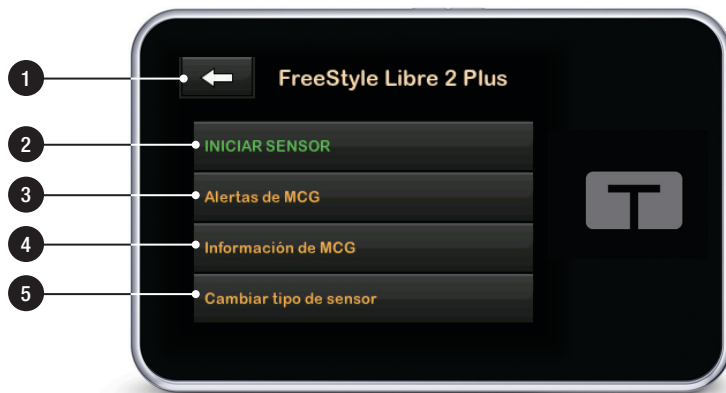 1
FreeStyle Libre 2 Plus
2
INICIAR SENSOR
3
Alertas de MCG
4
Información de MCG
5
Cambiar tipo de sensor
T